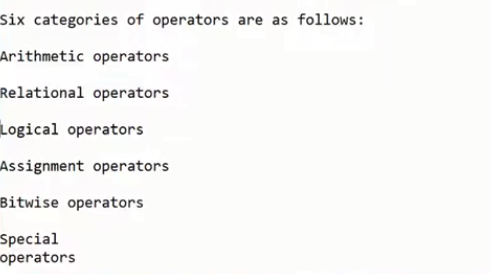 Six categories of operators are as follows:
Arithmetic operators
Relational operators
Logical operators
Assignment operators
Bitwise operators
Special
operators